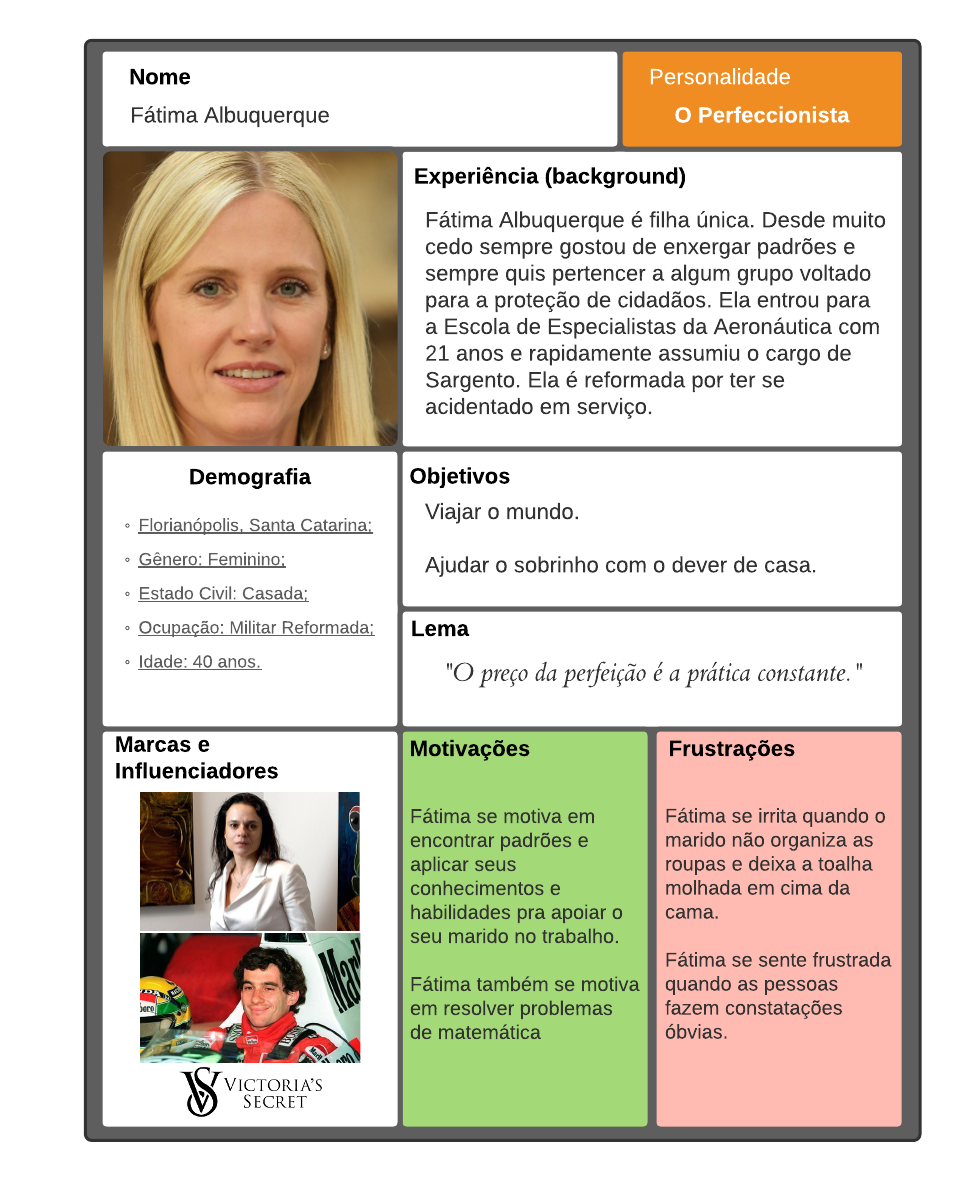 Nome
Fátima Albuquerque
Personalidade
O Perfeccionista
Experiência (background)
Fátima Albuquerque é filha única. Desde muito
cedo sempre gostou de enxergar padrões e
sempre quis pertencer a algum grupo voltado
para a proteção de cidadãos. Ela entrou para
a Escola de Especialistas da Aeronáutica com
21 anos e rapidamente assumiu o cargo de
Sargento. Ela é reformada por ter se
acidentado em serviço.
Demografia
◦ Florianópolis, Santa Catarina;
◦ Gênero: Feminino;
◦ Estado Civil: Casada;
◦ Ocupação: Militar Reformada;
◦ Idade: 40 anos.
Objetivos
Viajar o mundo.
Ajudar o sobrinho com o dever de casa.
Lema
"O preço da perfeição é a prática constante."
Marcas e
Influenciadores
VS VICTORIA'S
SECRET
Motivações
Fátima se motiva em
encontrar padrões e
aplicar seus
conhecimentos e
habilidades pra apoiar o
seu marido no trabalho.
Fátima também se motiva
em resolver problemas
de matemática
Frustrações
Fátima se irrita quando o
marido não organiza as
roupas e deixa a toalha
molhada em cima da
cama.
Fátima se sente frustrada
quando as pessoas
fazem constatações
óbvias.